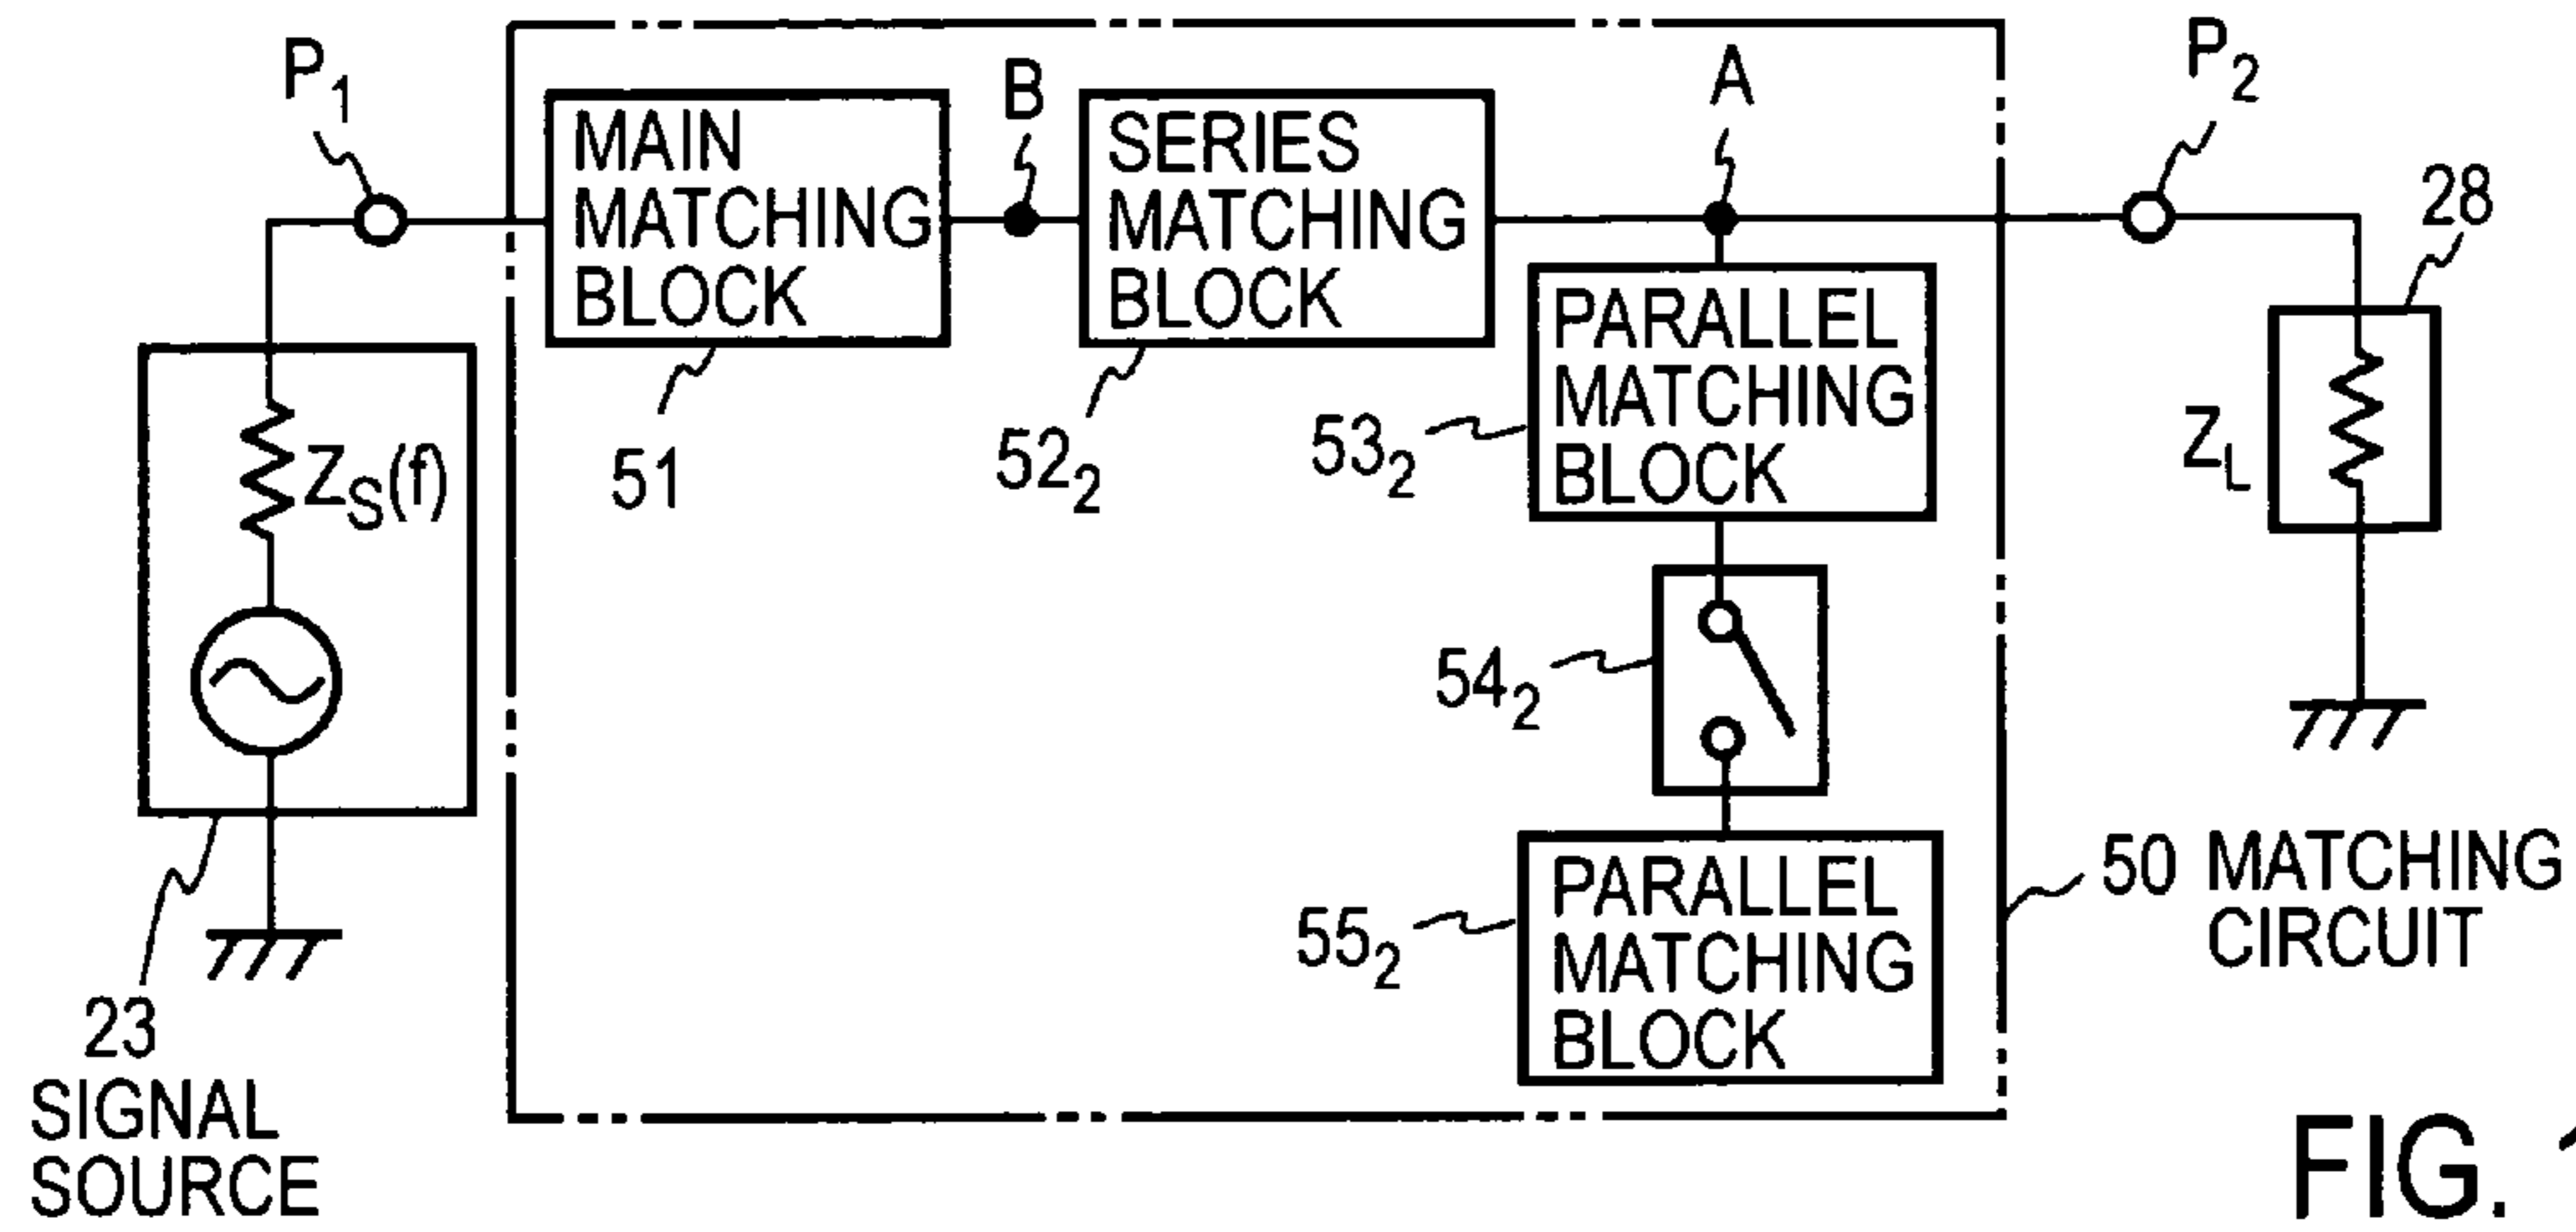 P1
B
A
P2
MAIN
MATCHING
BLOCK
SERIES
MATCHING
BLOCK
28
PARALLEL
MATCHING
BLOCK
ZS(f)
51
522
532
ZL
542
PARALLEL
MATCHING
BLOCK
552
50 MATCHING
CIRCUIT
23
SIGNAL
SOURCE
FIG.